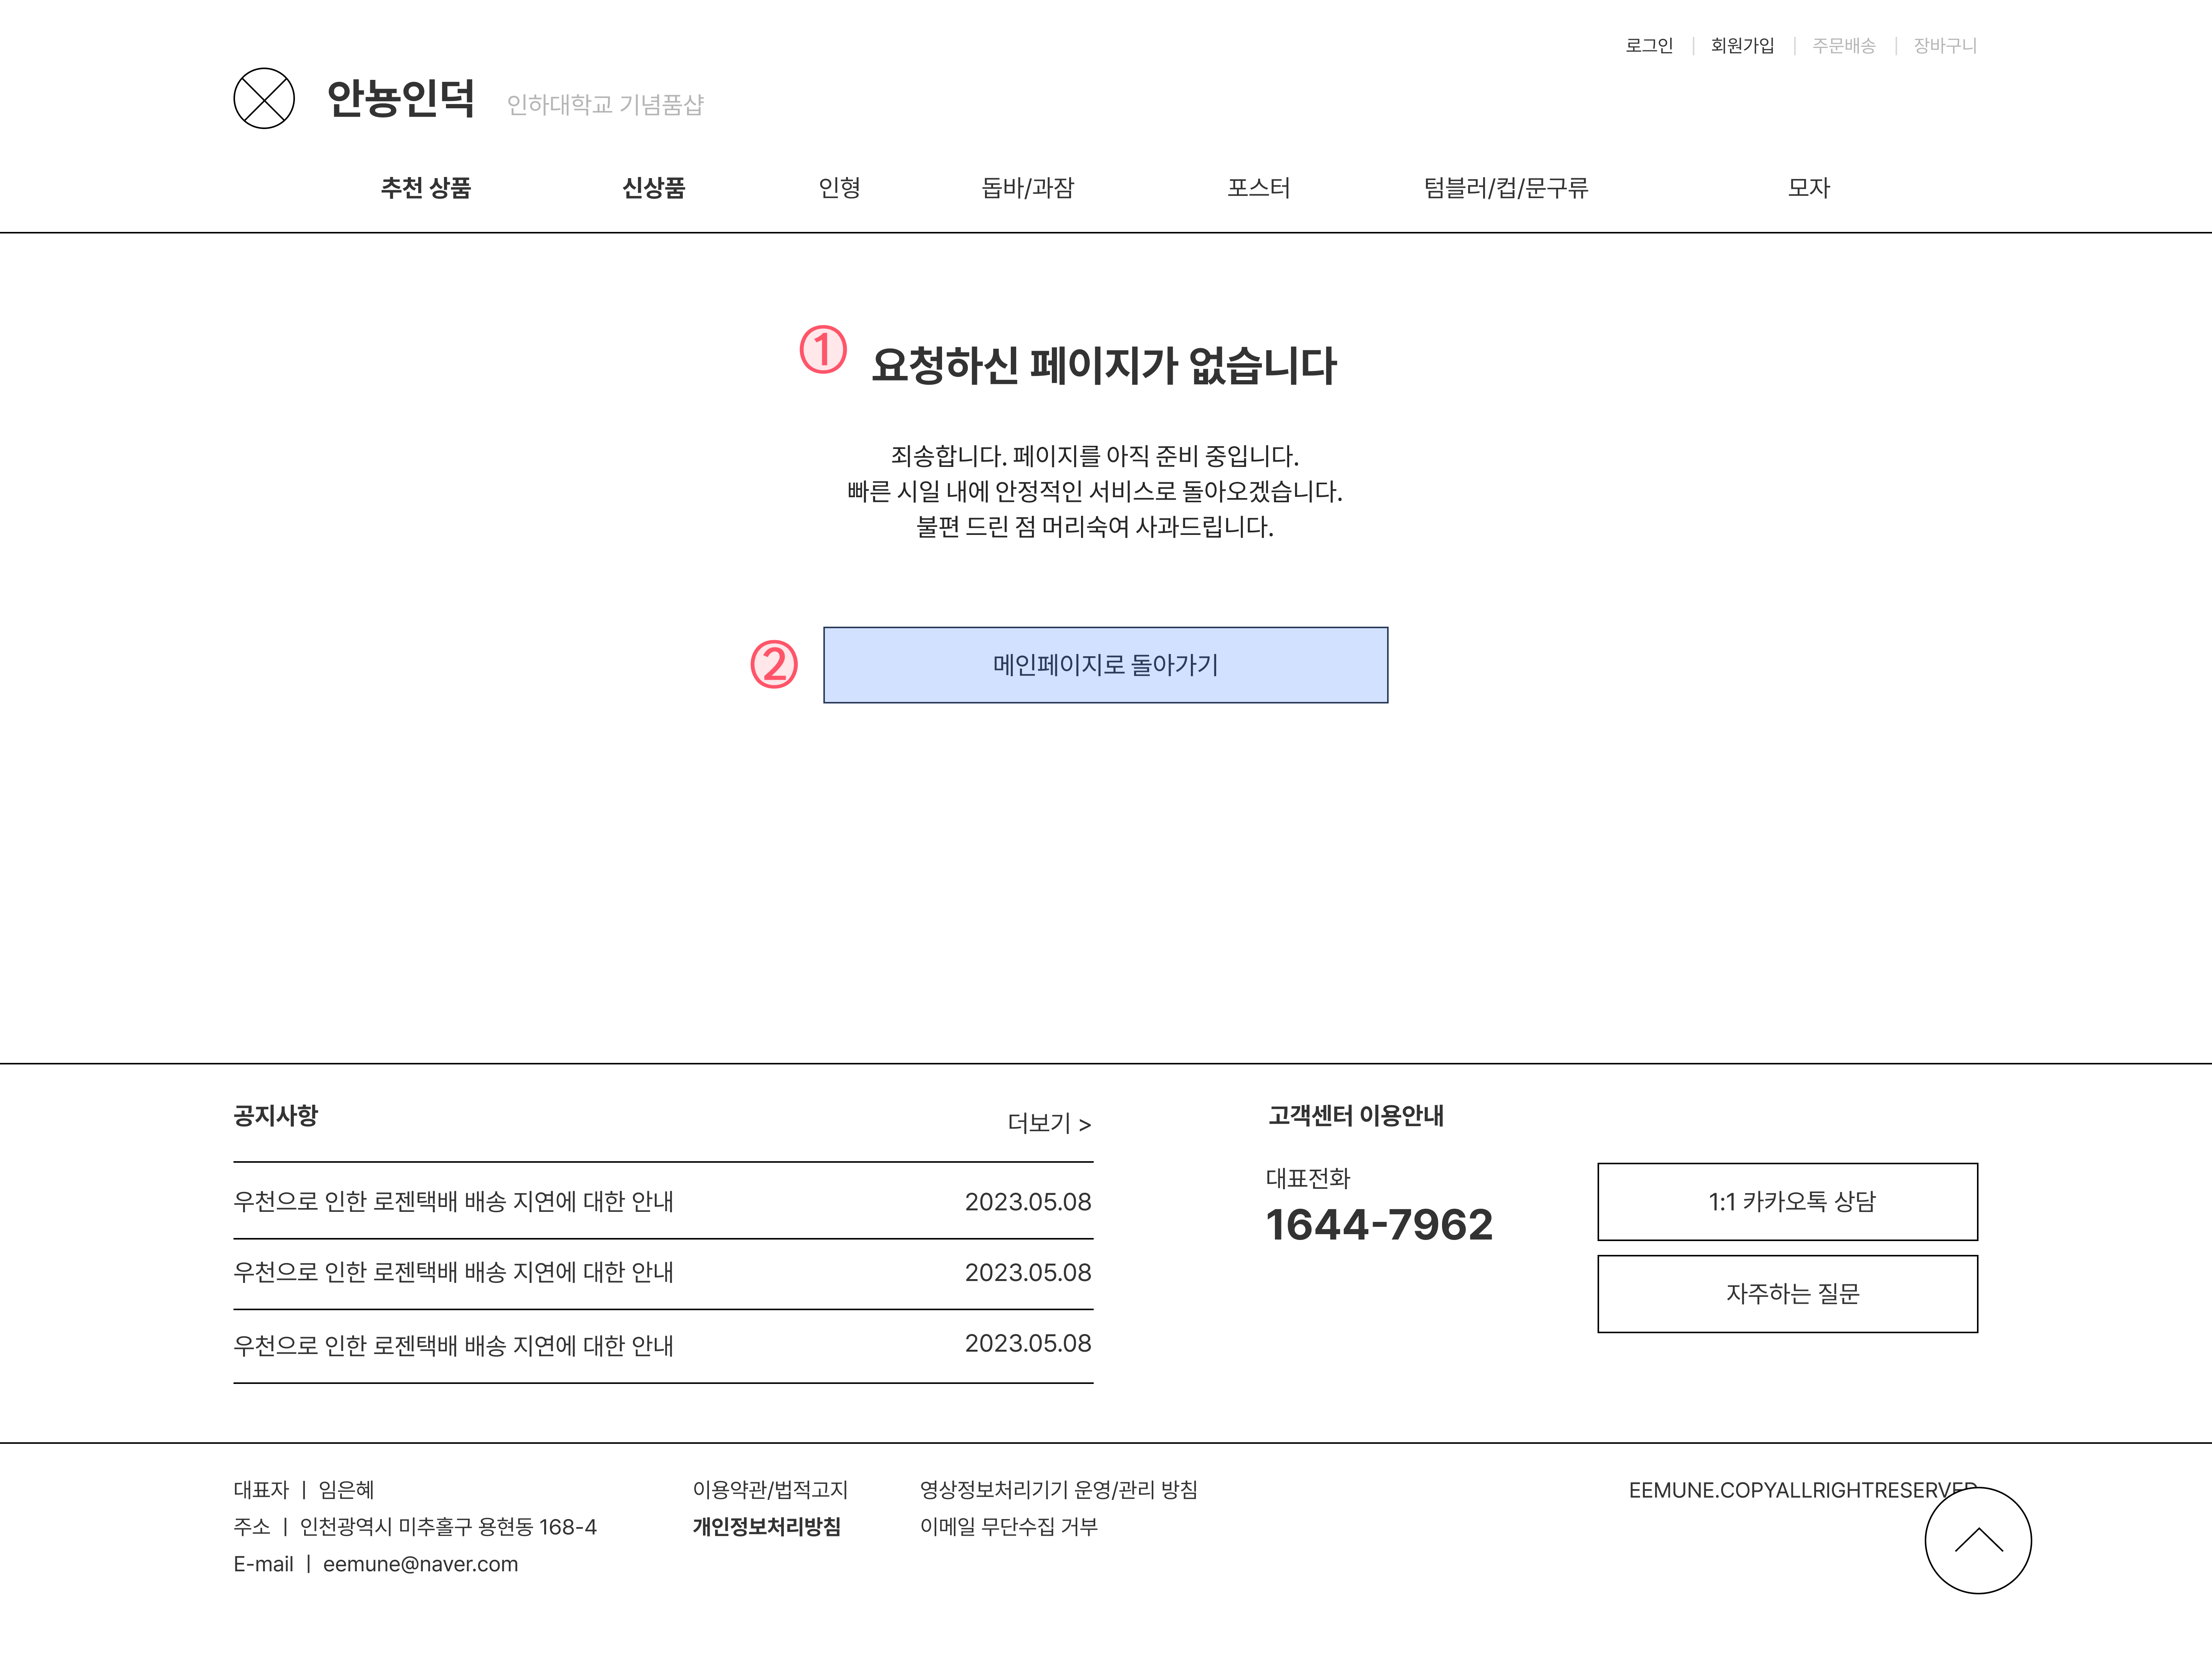 로그인 | 회원가입 | 주문배송 | 장바구니
안뇽인덕 인하대학교 기념품샵
추천 상품 신상품 인형 돕바/과잠 포스터 텀블러/컵/문구류 모자
① 요청하신 페이지가 없습니다
죄송합니다. 페이지를 아직 준비 중입니다.
빠른 시일 내에 안정적인 서비스로 돌아오겠습니다.
불편 드린 점 머리숙여 사과드립니다.
② 메인페이지로 돌아가기
공지사항 더보기 >
우천으로 인한 로젠택배 배송 지연에 대한 안내 2023.05.08
우천으로 인한 로젠택배 배송 지연에 대한 안내 2023.05.08
우천으로 인한 로젠택배 배송 지연에 대한 안내 2023.05.08
고객센터 이용안내
대표전화
1644-7962
1:1 카카오톡 상담
자주하는 질문
대표자 | 임은혜
주소 | 인천광역시 미추홀구 용현동 168-4
E-mail | eemune@naver.com
이용약관/법적고지
개인정보처리방침
영상정보처리기기 운영/관리 방침
이메일 무단수집 거부
EEMUNE.COPYALLRIGHTRESERVED